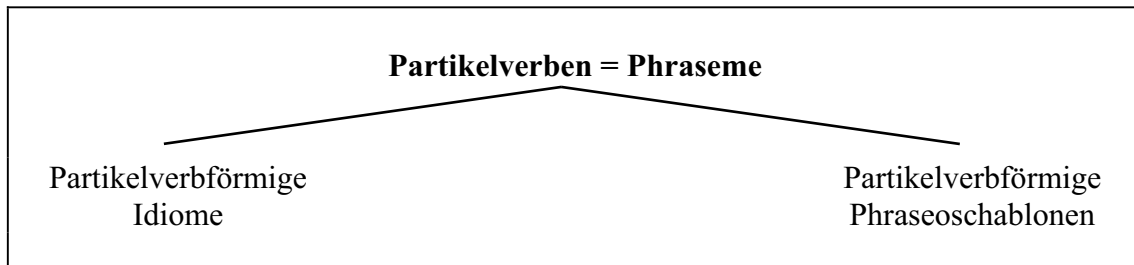 Partikelverben = Phraseme
Partikelverbförmige
Idiome
Partikelverbförmige
Phraseoschablonen